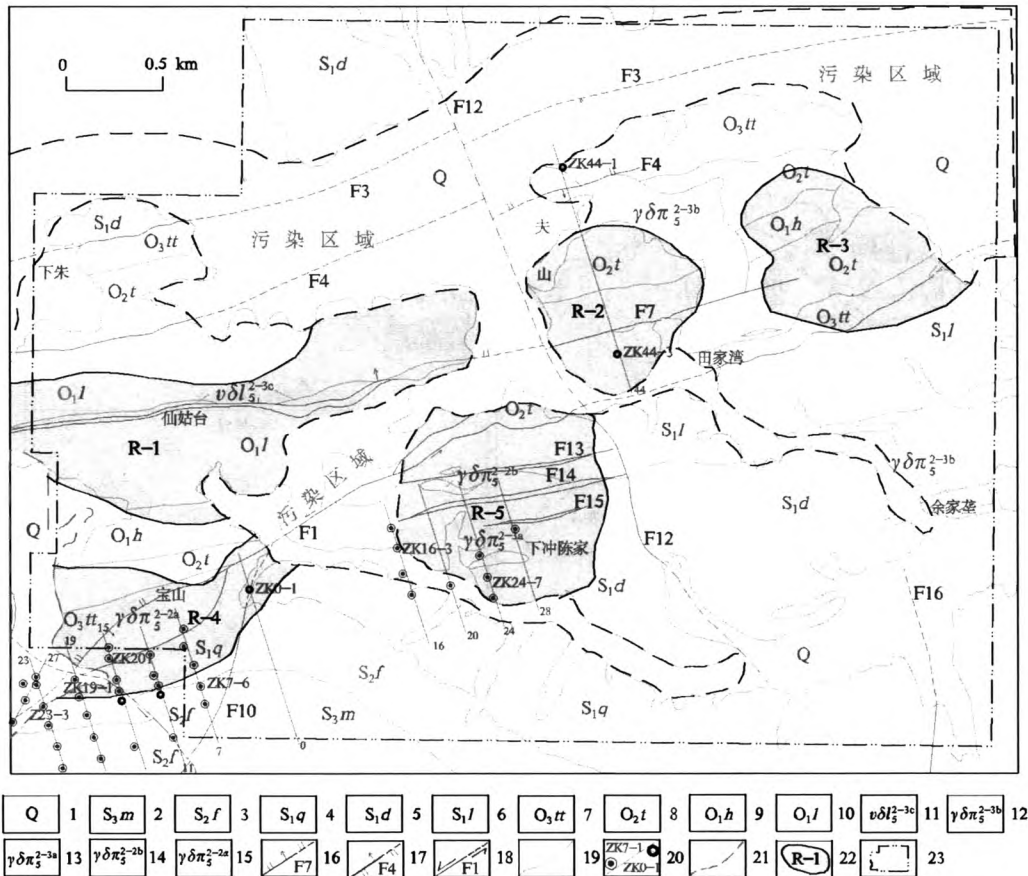 0 0.5 km
S₁d
污染区域
F3
F12
O₃tt
Q
ZK44-1
F4
O₂t
F3
Q
S₁d
O₃tt
污染区域
夫
γδπ₅²⁻³ᵇ
O₁h
R-3
下朱
O₂t
山
O₂t
O₂t
F4
R-2
F7
O₃tt
S₁l
ZK44-3
田家湾
44
O₁l
υδl₅²⁻³ᶜ
仙姑台
O₂t
R-1
O₁l
S₁l
F13
γδπ₅²⁻³ᵇ
污染区域
γδπ₅²⁻²ᵇ
F14
S₁d
余家垄
R-5
F15
Q
F1
γδπ₅²⁻³ᵃ
下冲陈家
F12
O₁h
ZK16-3
O₂t
ZK24-7
S₁d
F16
宝山
ZK0-1
28
O₃tt
15
γδπ₅²⁻²ᵃ
R-4
24
20
16
19
S₁q
Q
23
27
ZK201
S₂f
ZK19-1
ZK7-6
S₁q
Z23-3
S₂f
F10
S₃m
S₂f
11
7
0
Q 1 S₃m 2 S₂f 3 S₁q 4 S₁d 5 S₁l 6 O₃tt 7 O₂t 8 O₁h 9 O₁l 10 υδl₅²⁻³ᶜ 11 γδπ₅²⁻³ᵇ 12
γδπ₅²⁻³ᵃ 13 γδπ₅²⁻²ᵇ 14 γδπ₅²⁻²ᵃ 15 F7 16 F4 17 F1 18 19 ZK7-1 ZK0-1 20 21 R-1 22 23